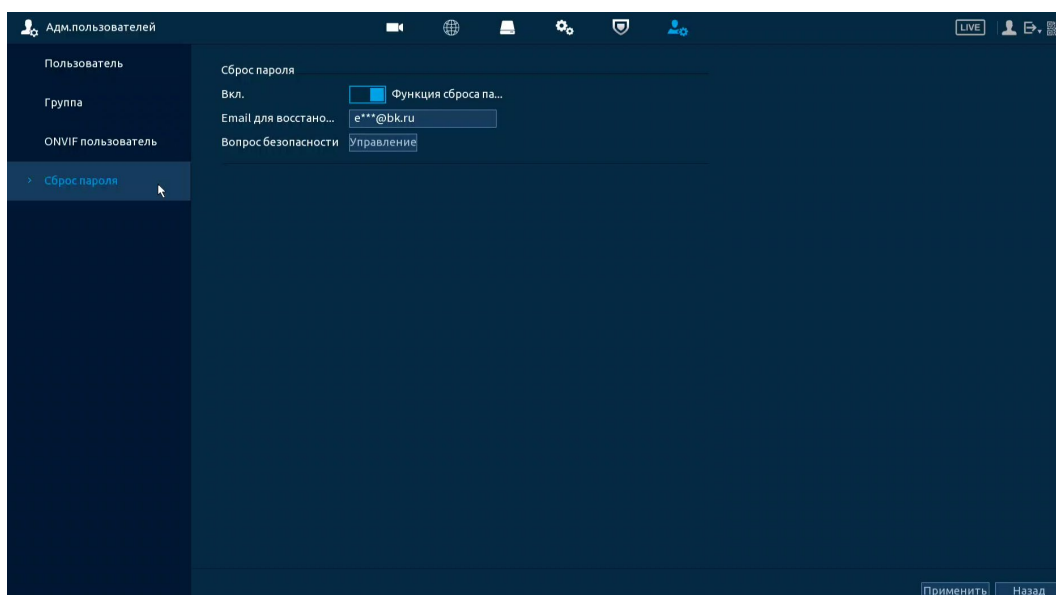 Адм.пользователей
LIVE
Пользователь
Группа
ONVIF пользователь
Сброс пароля
Сброс пароля
Вкл. Функция сброса па...
Email для восстано... e***@bk.ru
Вопрос безопасности Управление
Применить Назад